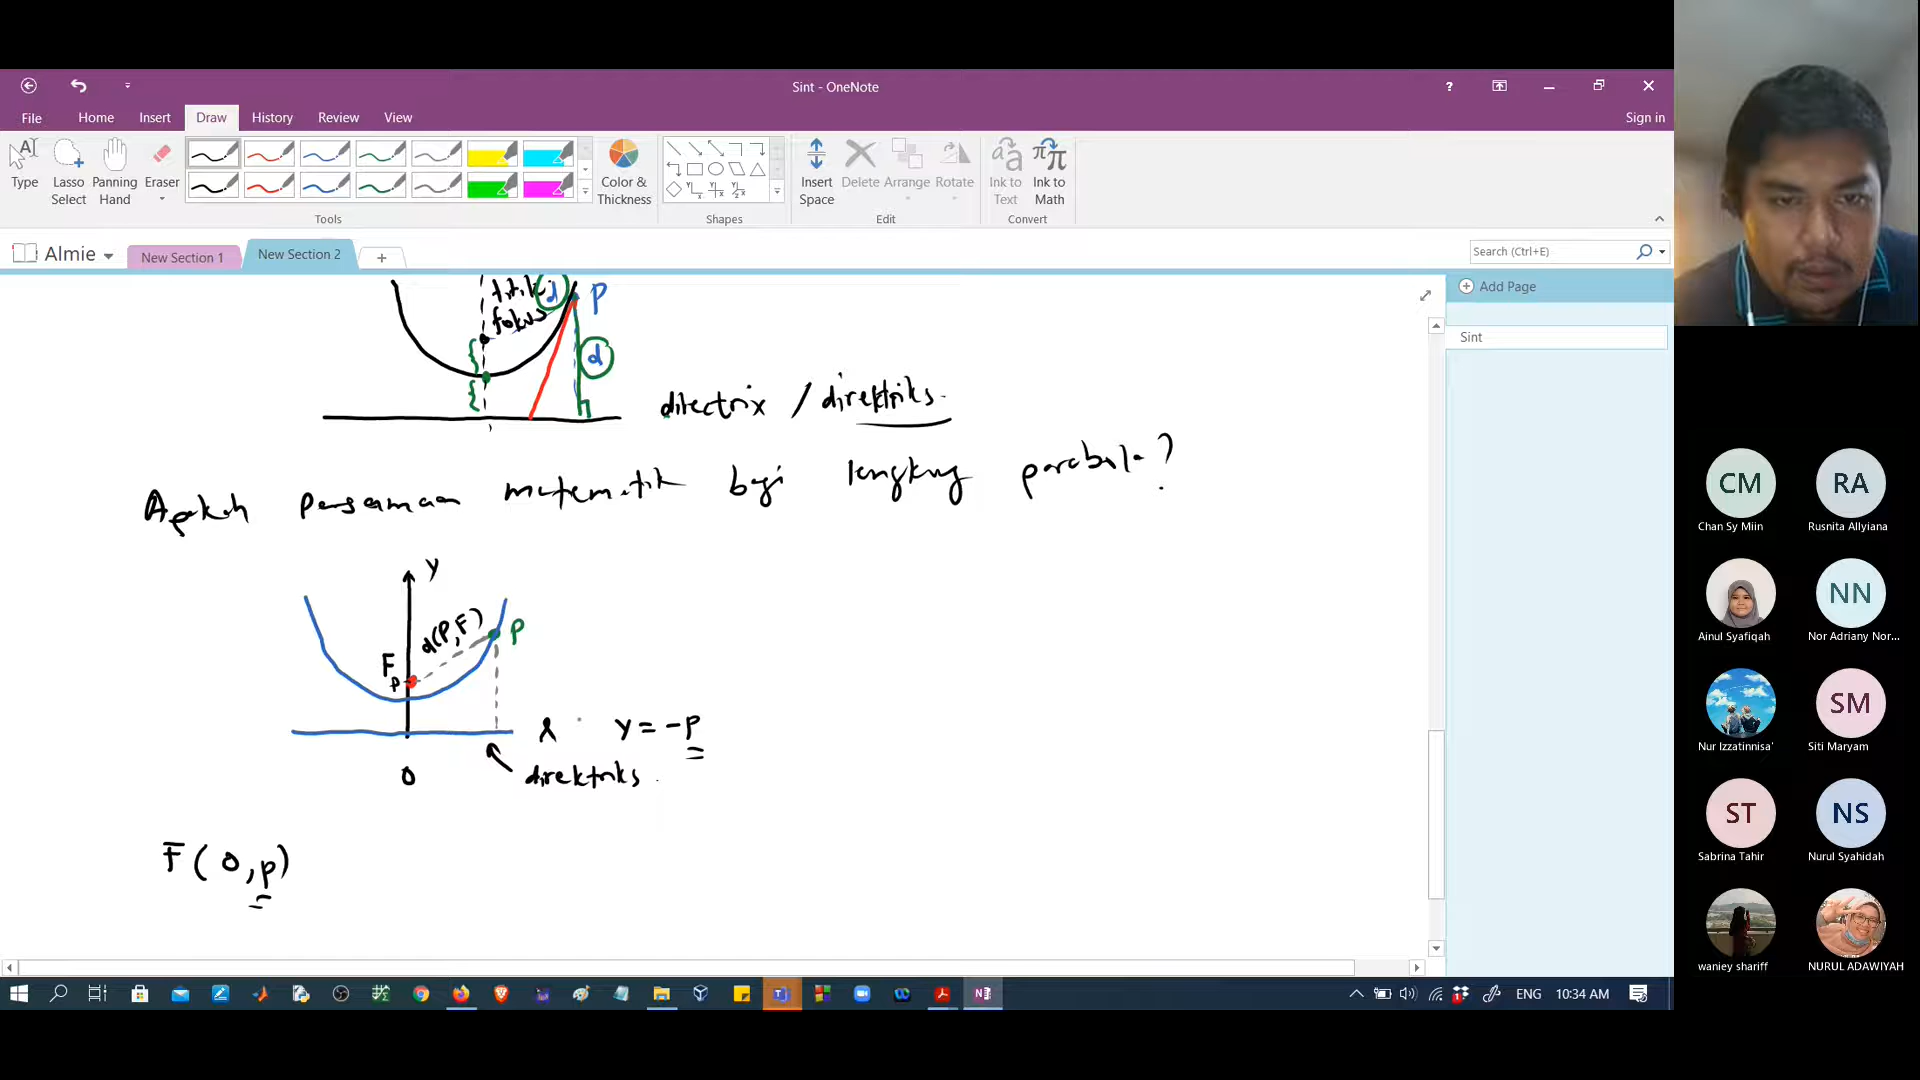 Sint - OneNote
?
File
Home
Insert
Draw
History
Review
View
Sign in
Type
Lasso Select
Panning Hand
Eraser
Color & Thickness
Insert Space
Delete
Arrange
Rotate
Ink to Text
Ink to Math
Tools
Shapes
Edit
Convert
Almie
New Section 1
New Section 2
Search (Ctrl+E)
Add Page
Sint
titik
fokus
d
P
d
directrix / direktriks.
Apakah persamaan matematik bagi lengkung parabola?
y
d(P,F)
P
F
P
y = -p
direktriks.
0
F(0,p)
CM
Chan Sy Miin
RA
Rusnita Allyiana
Ainul Syafiqah
NN
Nor Adriany Nor...
Nur Izzatinnisa'
SM
Siti Maryam
ST
Sabrina Tahir
NS
Nurul Syahidah
waniey shariff
NURUL ADAWIYAH
ENG
10:34 AM